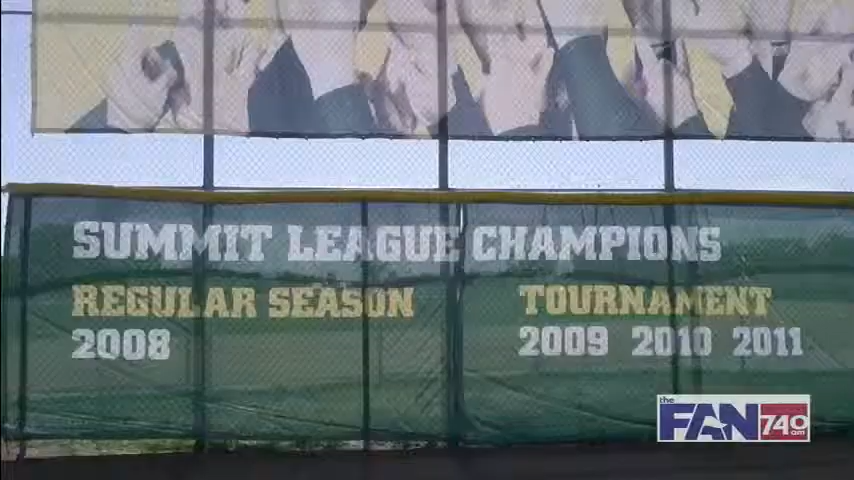 SUMMIT LEAGUE CHAMPIONS
REGULAR SEASON
2008
TOURNAMENT
2009 2010 2011
the
FAN 740
am